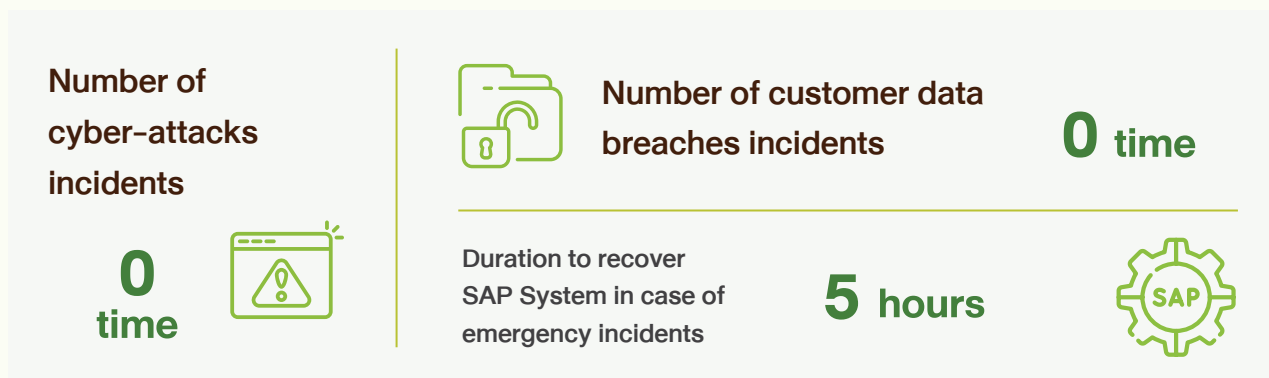 Number of
cyber-attacks
incidents
0
time
Number of customer data
breaches incidents
0 time
Duration to recover
SAP System in case of
emergency incidents
5 hours
SAP